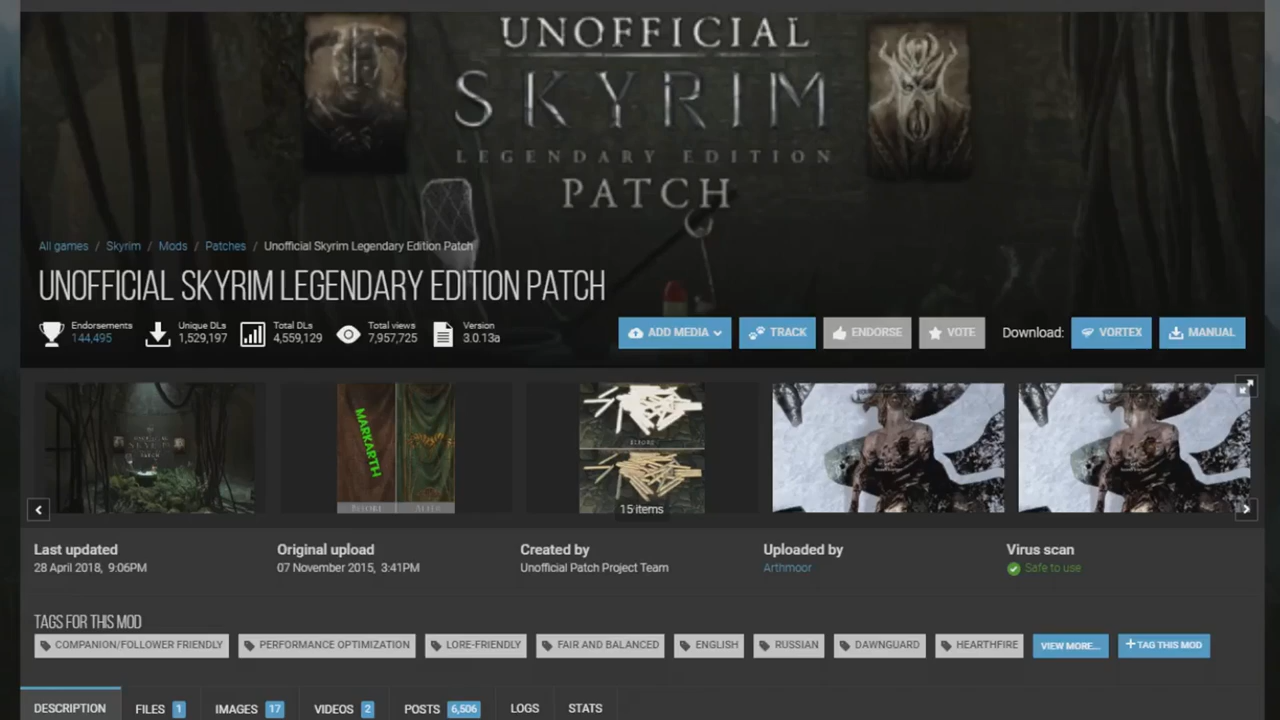 UNOFFICIAL
SKYRIM
LEGENDARY EDITION
PATCH
All games / Skyrim / Mods / Patches / Unofficial Skyrim Legendary Edition Patch
UNOFFICIAL SKYRIM LEGENDARY EDITION PATCH
Endorsements
144,495
Unique DLs
1,529,197
Total DLs
4,559,129
Total views
7,957,725
Version
3.0.13a
ADD MEDIA
TRACK
ENDORSE
VOTE
Download:
VORTEX
MANUAL
MARKARTH
BEFORE AFTER
BEFORE
15 items
Last updated
28 April 2018, 9:06PM
Original upload
07 November 2015, 3:41PM
Created by
Unofficial Patch Project Team
Uploaded by
Arthmoor
Virus scan
Safe to use
TAGS FOR THIS MOD
COMPANION/FOLLOWER FRIENDLY
PERFORMANCE OPTIMIZATION
LORE-FRIENDLY
FAIR AND BALANCED
ENGLISH
RUSSIAN
DAWNGUARD
HEARTHFIRE
VIEW MORE...
+TAG THIS MOD
DESCRIPTION
FILES 1
IMAGES 17
VIDEOS 2
POSTS 6,506
LOGS
STATS